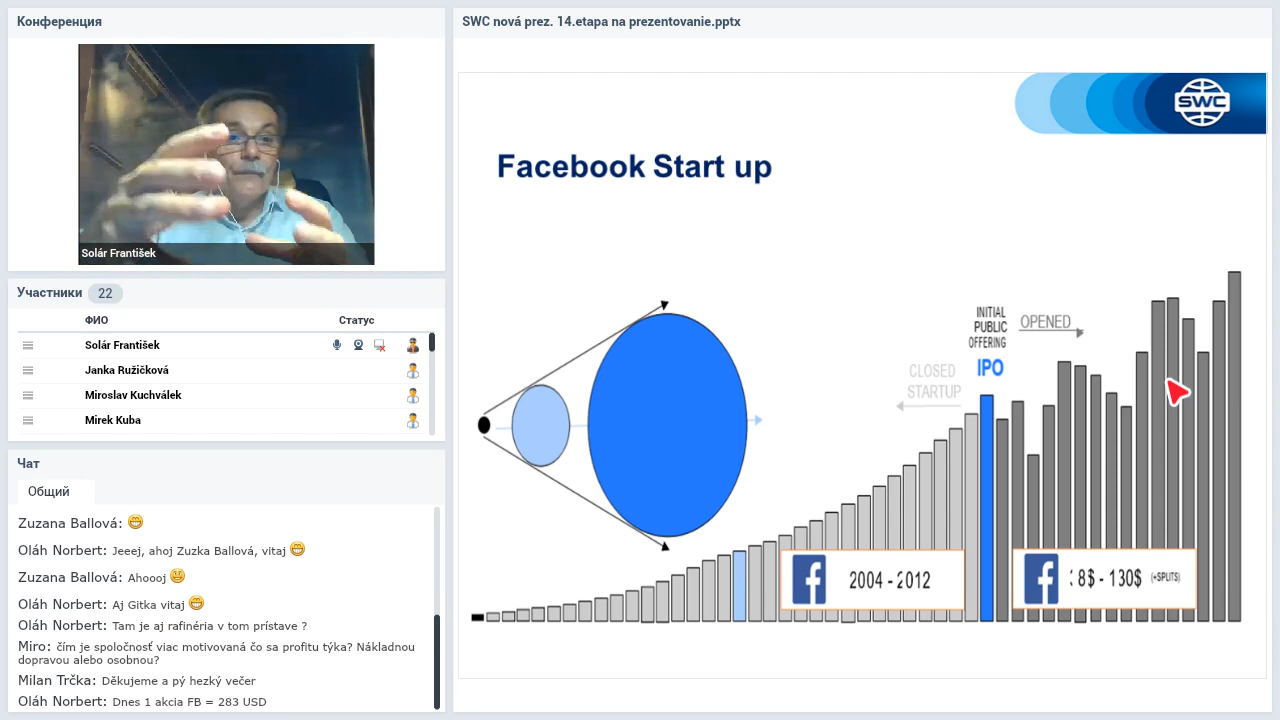 Конференция
Solár František
Участники 22
ФИО Статус
Solár František
Janka Ružičková
Miroslav Kuchválek
Mirek Kuba
Чат
Общий
Zuzana Ballová:
Oláh Norbert: Jeeej, ahoj Zuzka Ballová, vitaj
Zuzana Ballová: Ahoooj
Oláh Norbert: Aj Gitka vitaj
Oláh Norbert: Tam je aj rafinéria v tom prístave ?
Miro: čím je spoločnosť viac motivovaná čo sa profitu týka? Nákladnou
dopravou alebo osobnou?
Milan Trčka: Děkujeme a pý hezký večer
Oláh Norbert: Dnes 1 akcia FB = 283 USD
SWC nová prez. 14.etapa na prezentovanie.pptx
SWC
Facebook Start up
INITIAL
PUBLIC
OFFERING
IPO
OPENED
CLOSED
STARTUP
2004 - 2012
8$ - 130$ (+SPLITS)